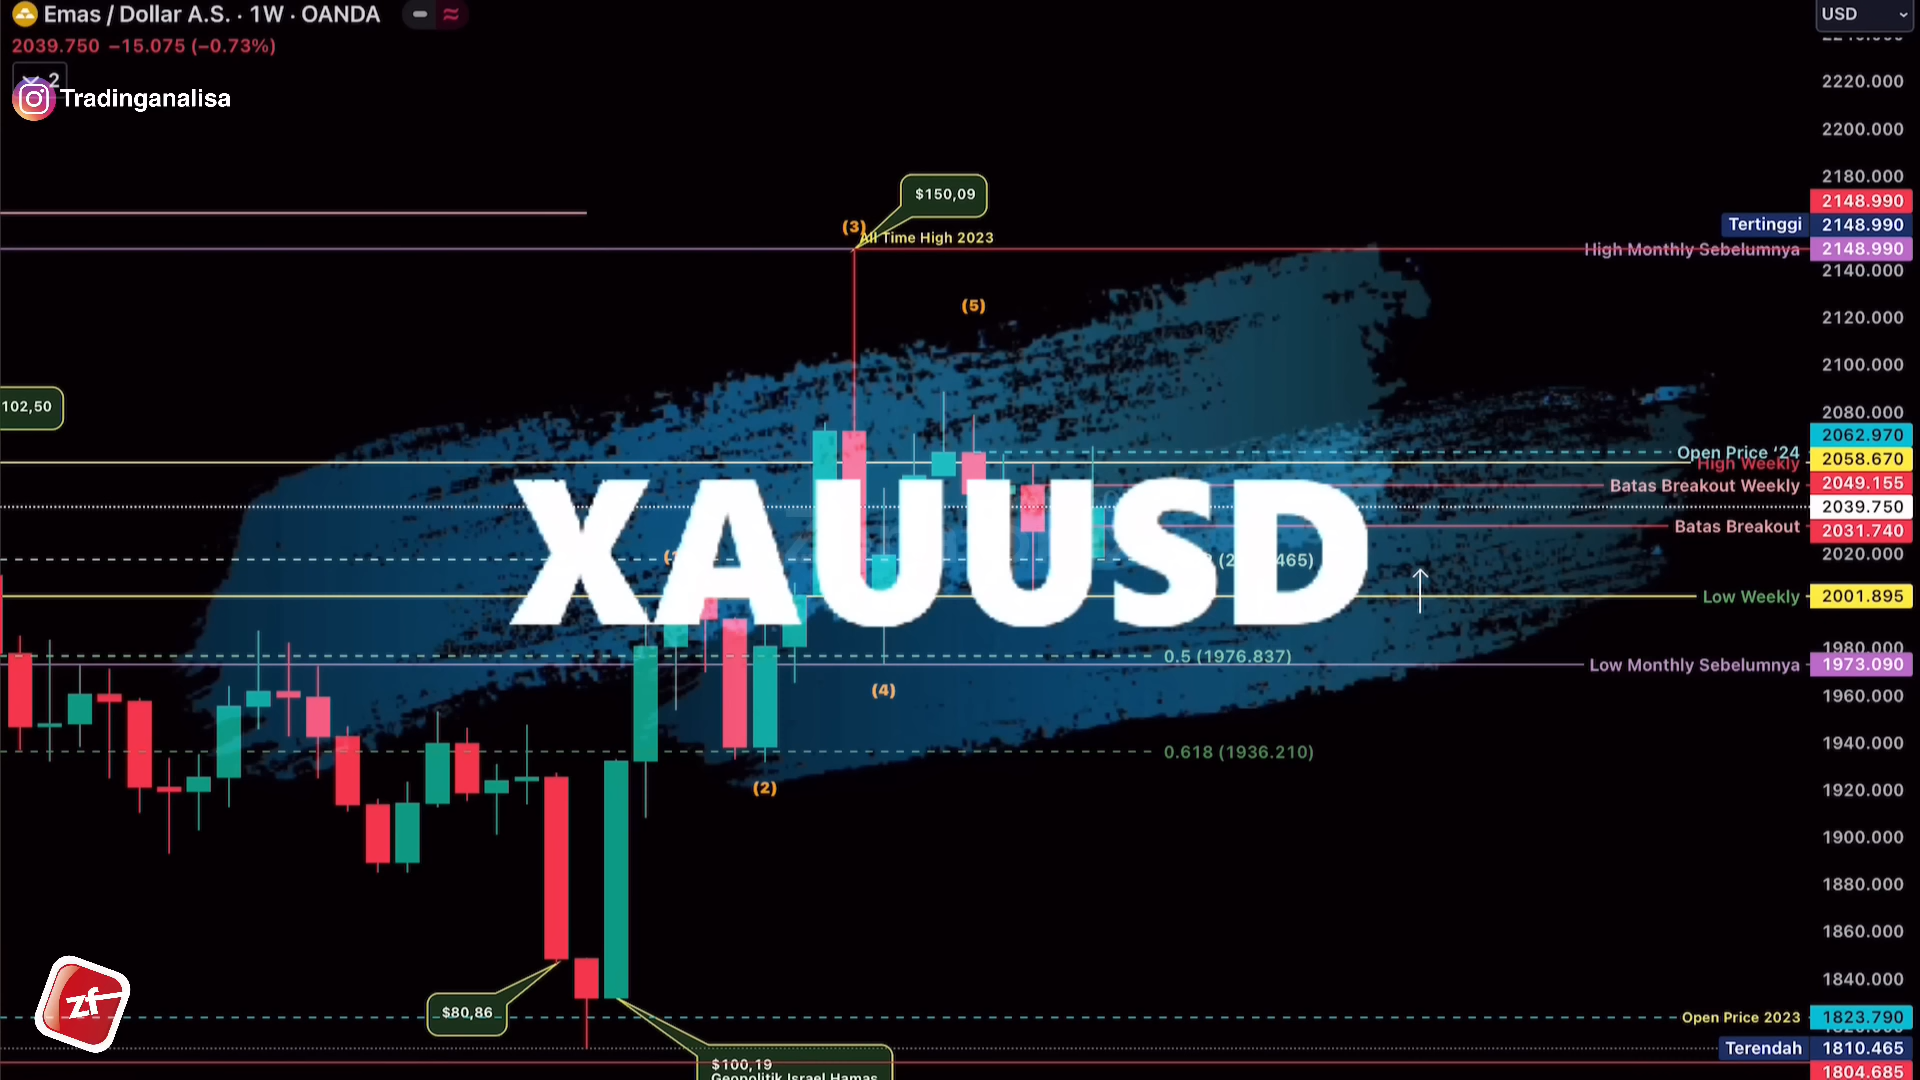 Emas / Dollar A.S. · 1W · OANDA
USD
2039.750 −15.075 (−0.73%)
2
Tradinganalisa
2220.000
2200.000
2180.000
$150,09
2148.990
(3)
All Time High 2023
Tertinggi 2148.990
High Monthly Sebelumnya 2148.990
2140.000
(5)
2120.000
2100.000
102,50
2080.000
2062.970
Open Price ‘24
High Weekly 2058.670
Batas Breakout Weekly 2049.155
2039.750
Batas Breakout 2031.740
XAUUSD
2020.000
465)
Low Weekly 2001.895
1980.000
0.5 (1976.837)
Low Monthly Sebelumnya 1973.090
(4)
1960.000
1940.000
0.618 (1936.210)
(2)
1920.000
1900.000
1880.000
1860.000
1840.000
zf
$80,86
Open Price 2023 1823.790
Terendah 1810.465
$100,19
Geopolitik Israel Hamas
1804.685